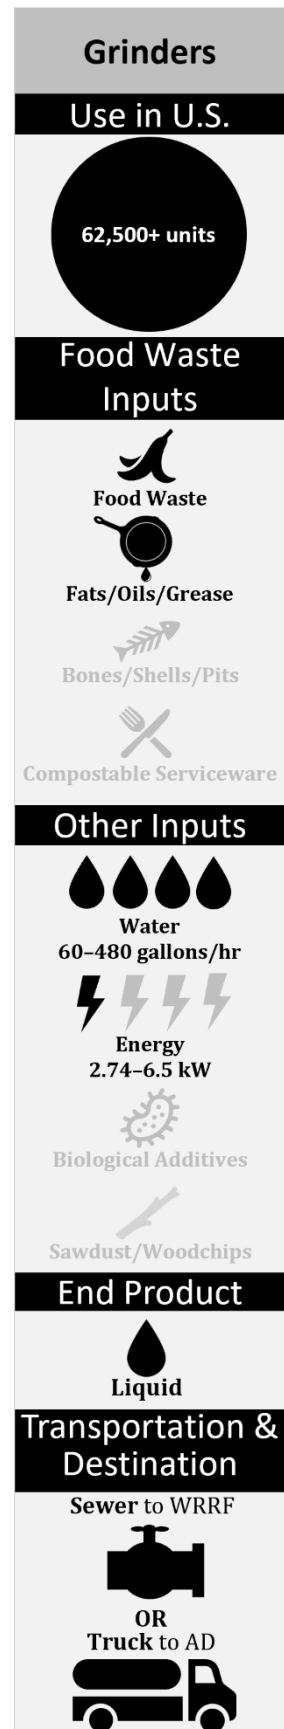 Grinders
Use in U.S.
62,500+ units
Food Waste
Inputs
Food Waste
Fats/Oils/Grease
Bones/Shells/Pits
Compostable Serviceware
Other Inputs
Water
60–480 gallons/hr
Energy
2.74–6.5 kW
Biological Additives
Sawdust/Woodchips
End Product
Liquid
Transportation &
Destination
Sewer to WRRF
OR
Truck to AD